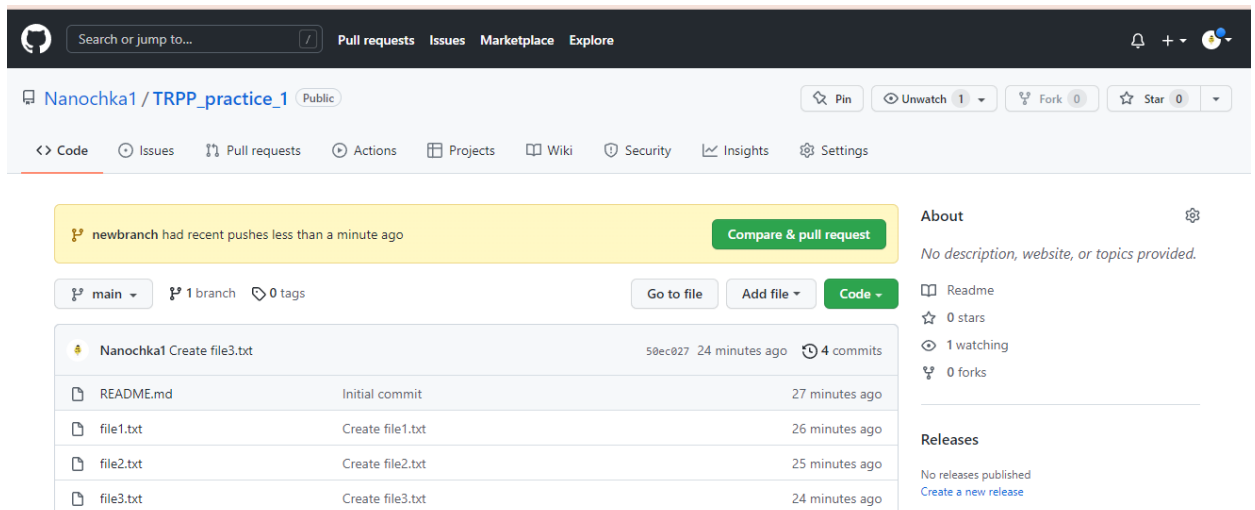 Search or jump to... / Pull requests Issues Marketplace Explore
Nanochka1 / TRPP_practice_1 Public Pin Unwatch 1 Fork 0 Star 0
<> Code Issues Pull requests Actions Projects Wiki Security Insights Settings
newbranch had recent pushes less than a minute ago Compare & pull request
main 1 branch 0 tags Go to file Add file Code
Nanochka1 Create file3.txt 50ec027 24 minutes ago 4 commits
README.md Initial commit 27 minutes ago
file1.txt Create file1.txt 26 minutes ago
file2.txt Create file2.txt 25 minutes ago
file3.txt Create file3.txt 24 minutes ago
About
No description, website, or topics provided.
Readme
0 stars
1 watching
0 forks
Releases
No releases published
Create a new release